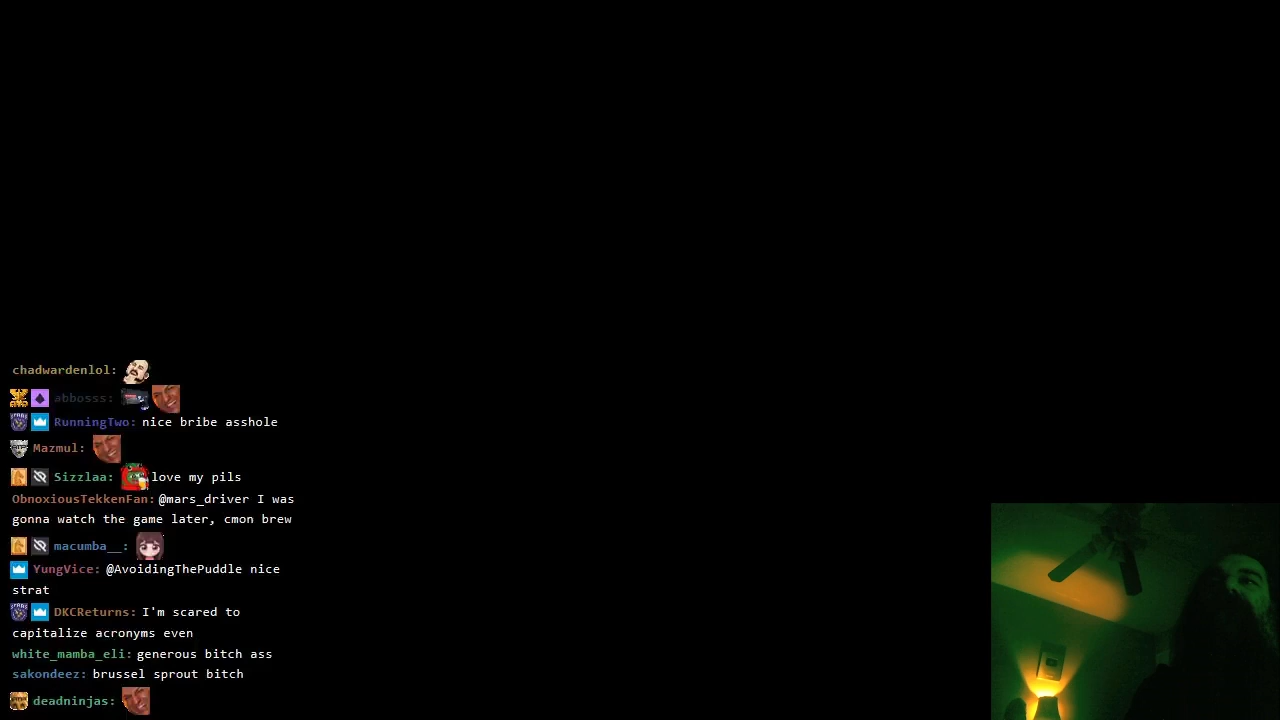 chadwardenlol:
abbosss:
RunningTwo: nice bribe asshole
Mazmul:
Sizzlaa: love my pils
ObnoxiousTekkenFan: @mars_driver I was
gonna watch the game later, cmon brew
macumba__:
YungVice: @AvoidingThePuddle nice
strat
DKCReturns: I'm scared to
capitalize acronyms even
white_mamba_eli: generous bitch ass
sakondeez: brussel sprout bitch
deadninjas: